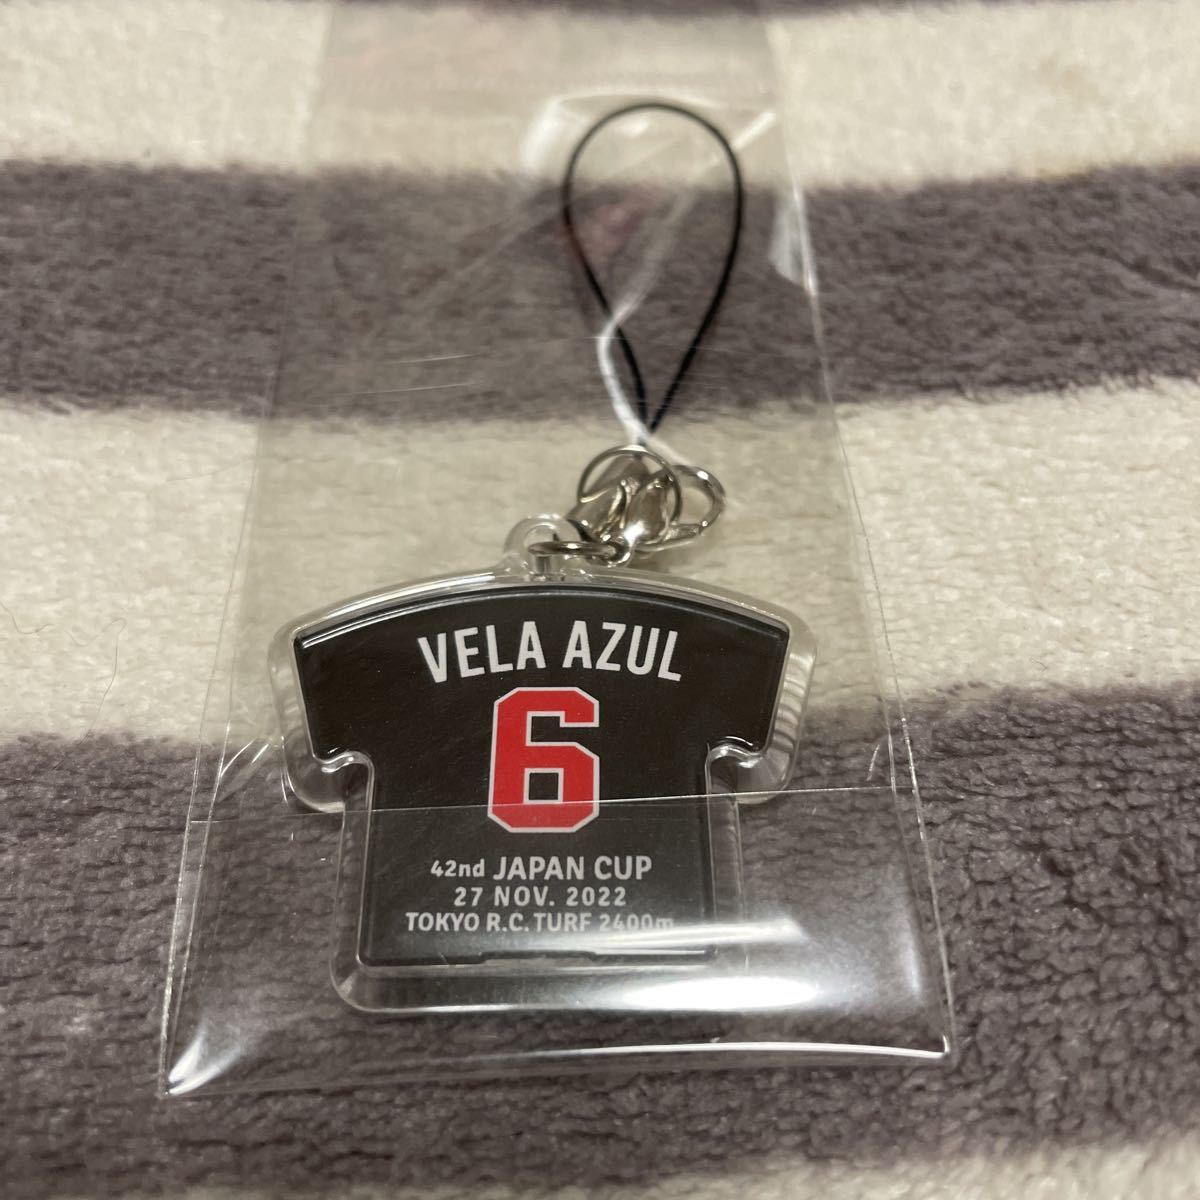 VELA AZUL
6
42nd JAPAN CUP
27 NOV. 2022
TOKYO R.C. TURF 2400m